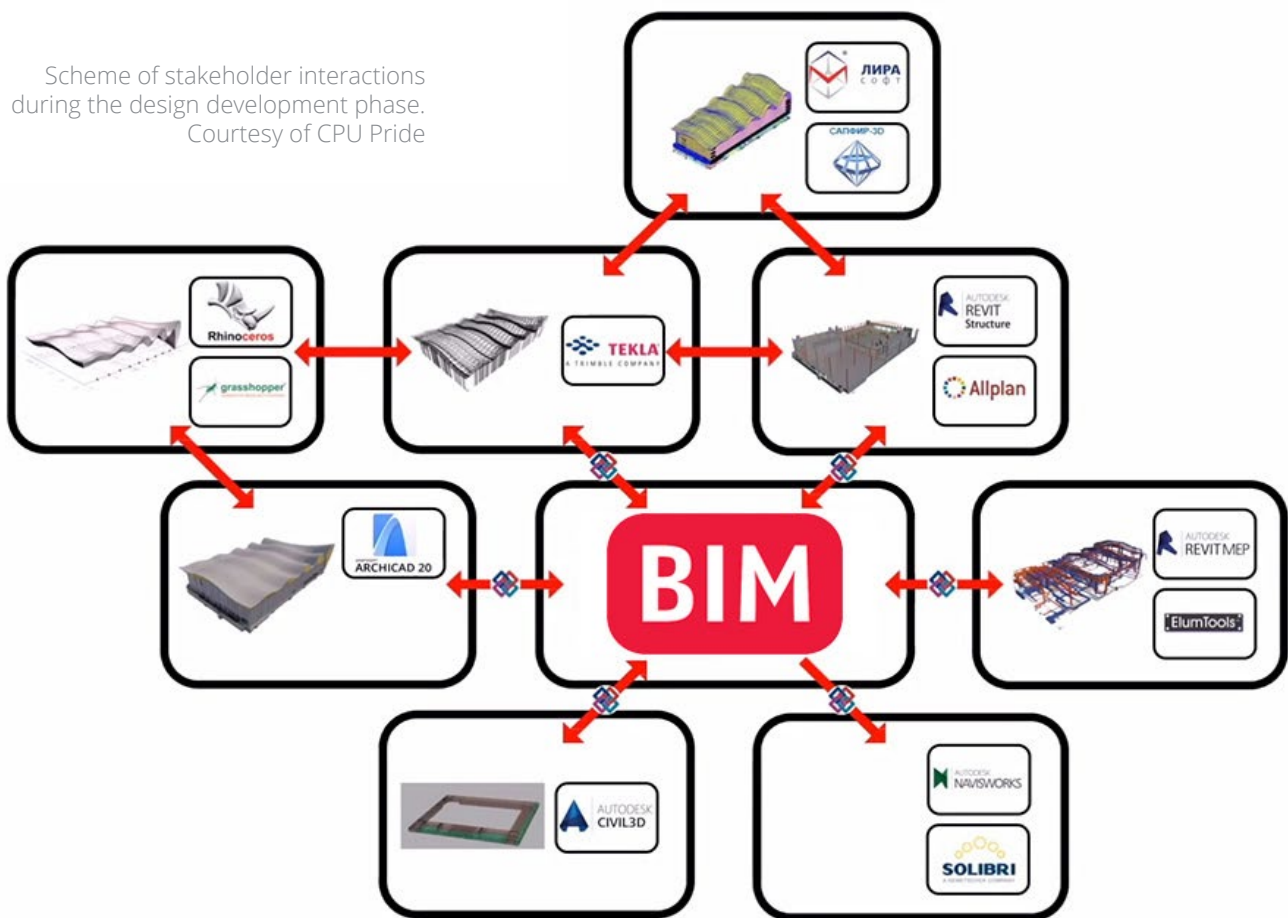 Scheme of stakeholder interactions
during the design development phase.
Courtesy of CPU Pride
ЛИРА
СОФТ
САПФИР-3D
Rhinoceros
grasshopper
TEKLA
A TRIMBLE COMPANY
AUTODESK
REVIT
Structure
Allplan
ARCHICAD 20
BIM
AUTODESK
REVIT MEP
ElumTools
AUTODESK
CIVIL3D
AUTODESK
NAVISWORKS
SOLIBRI
A NEMETSCHEK COMPANY